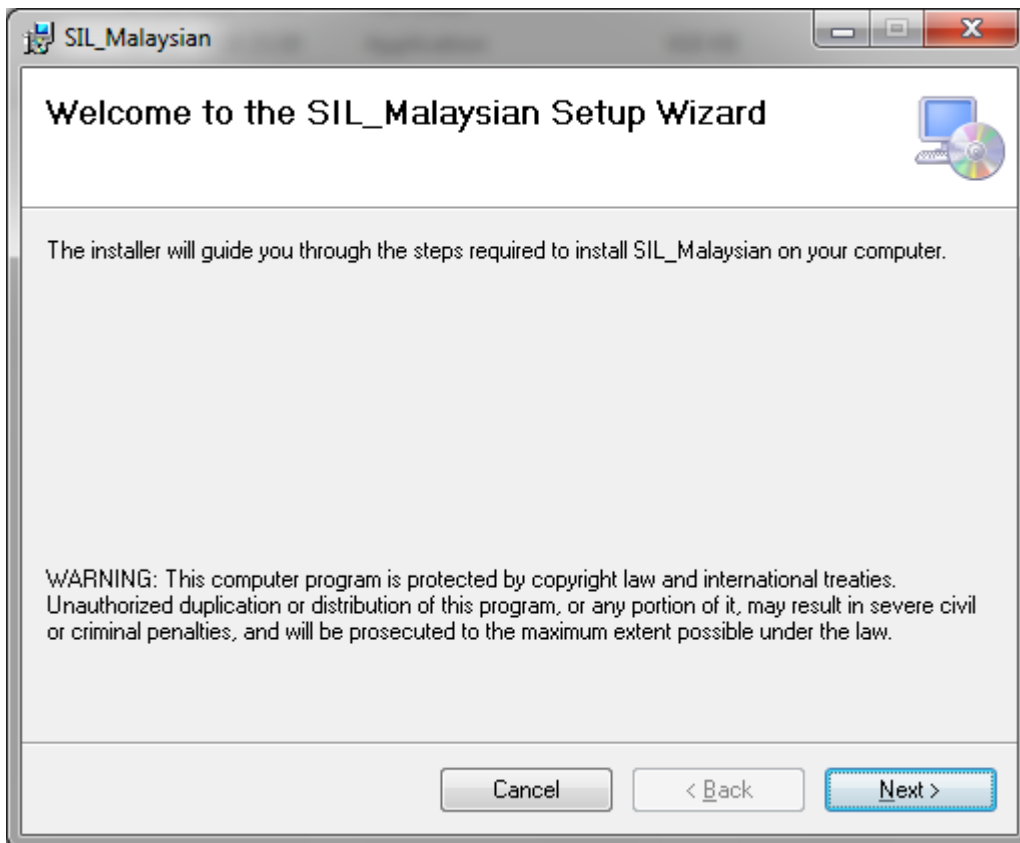 SIL_Malaysian
Welcome to the SIL_Malaysian Setup Wizard
The installer will guide you through the steps required to install SIL_Malaysian on your computer.
WARNING: This computer program is protected by copyright law and international treaties.
Unauthorized duplication or distribution of this program, or any portion of it, may result in severe civil
or criminal penalties, and will be prosecuted to the maximum extent possible under the law.
Cancel
< Back
Next >